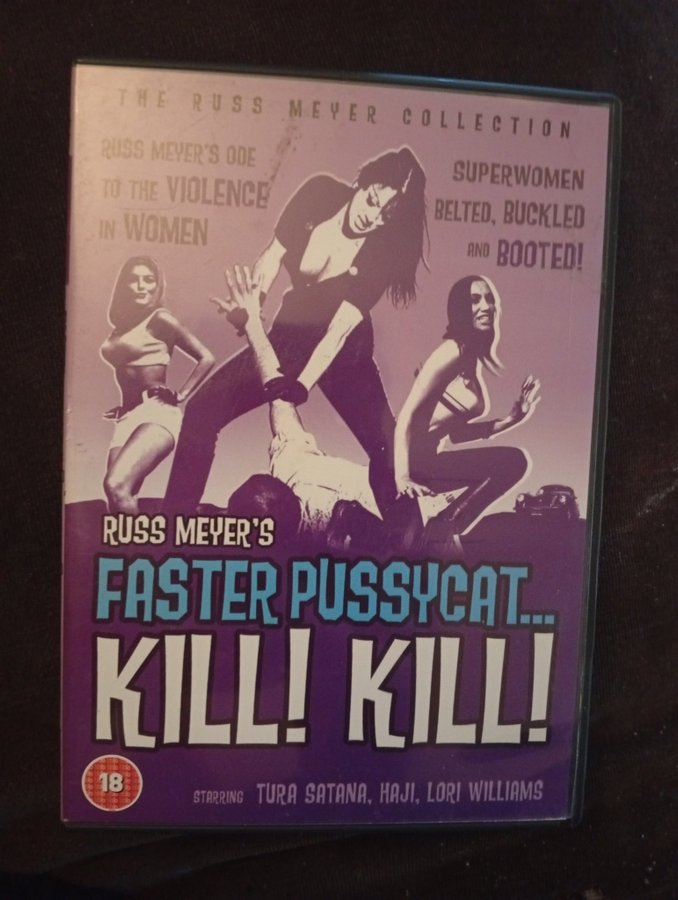 THE RUSS MEYER COLLECTION
RUSS MEYER'S ODE
TO THE VIOLENCE
IN WOMEN
SUPERWOMEN
BELTED, BUCKLED
AND BOOTED!
RUSS MEYER'S
FASTER PUSSYCAT...
KILL! KILL!
18
STARRING TURA SATANA, HAJI, LORI WILLIAMS